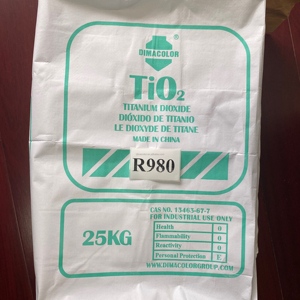 DIMACOLOR
TiO₂
TITANIUM DIOXIDE
DIÓXIDO DE TITANIO
LE DIOXYDE DE TITANE
MADE IN CHINA
R980
CAS NO. 13463-67-7
FOR INDUSTRIAL USE ONLY
25KG
Health 0
Flammability 0
Reactivity 0
Personal Protection E
WWW.DIMACOLORGROUP.COM